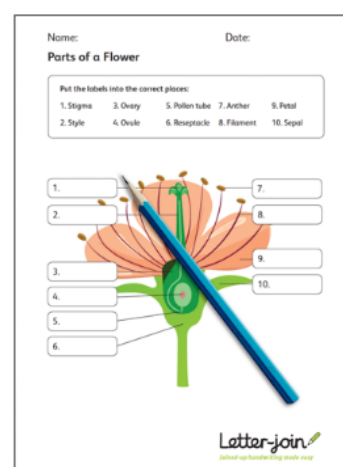 Name: Date:
Parts of a Flower
Put the labels into the correct places:
1. Stigma 3. Ovary 5. Pollen tube 7. Anther 9. Petal
2. Style 4. Ovule 6. Receptacle 8. Filament 10. Sepal
1. 7.
2. 8.
9.
3. 10.
4.
5.
6.
Letter-join
Joined-up handwriting made easy